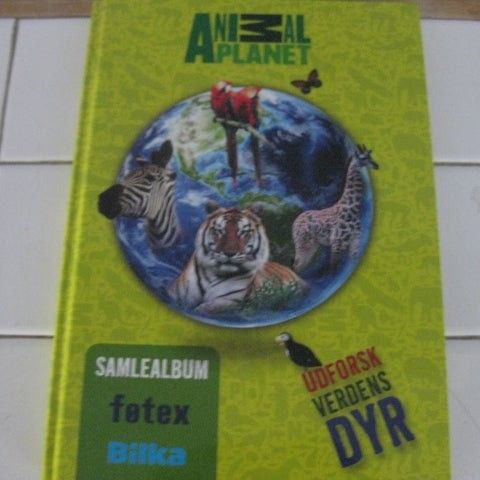 ANIMAL
PLANET
SAMLEALBUM
føtex
Bilka
UDFORSK
VERDENS
DYR